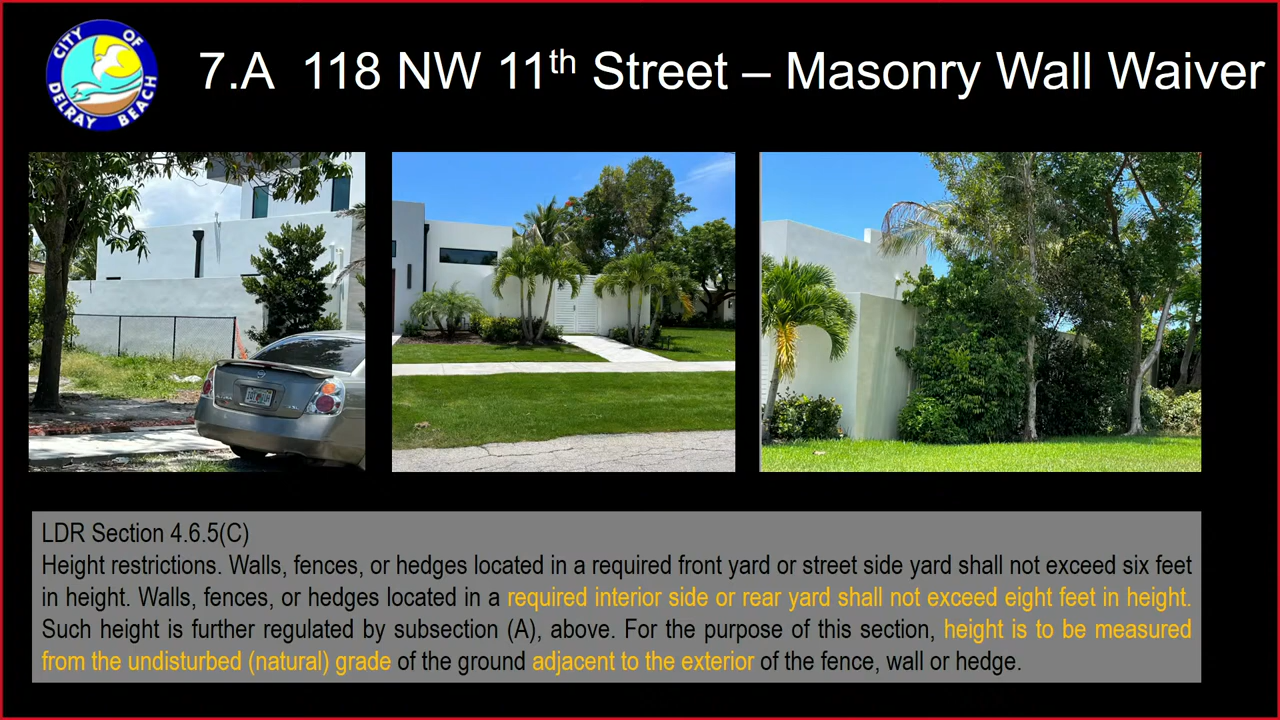 CITY OF
DELRAY BEACH
7.A 118 NW 11th Street – Masonry Wall Waiver
LDR Section 4.6.5(C)
Height restrictions. Walls, fences, or hedges located in a required front yard or street side yard shall not exceed six feet
in height. Walls, fences, or hedges located in a required interior side or rear yard shall not exceed eight feet in height.
Such height is further regulated by subsection (A), above. For the purpose of this section, height is to be measured
from the undisturbed (natural) grade of the ground adjacent to the exterior of the fence, wall or hedge.